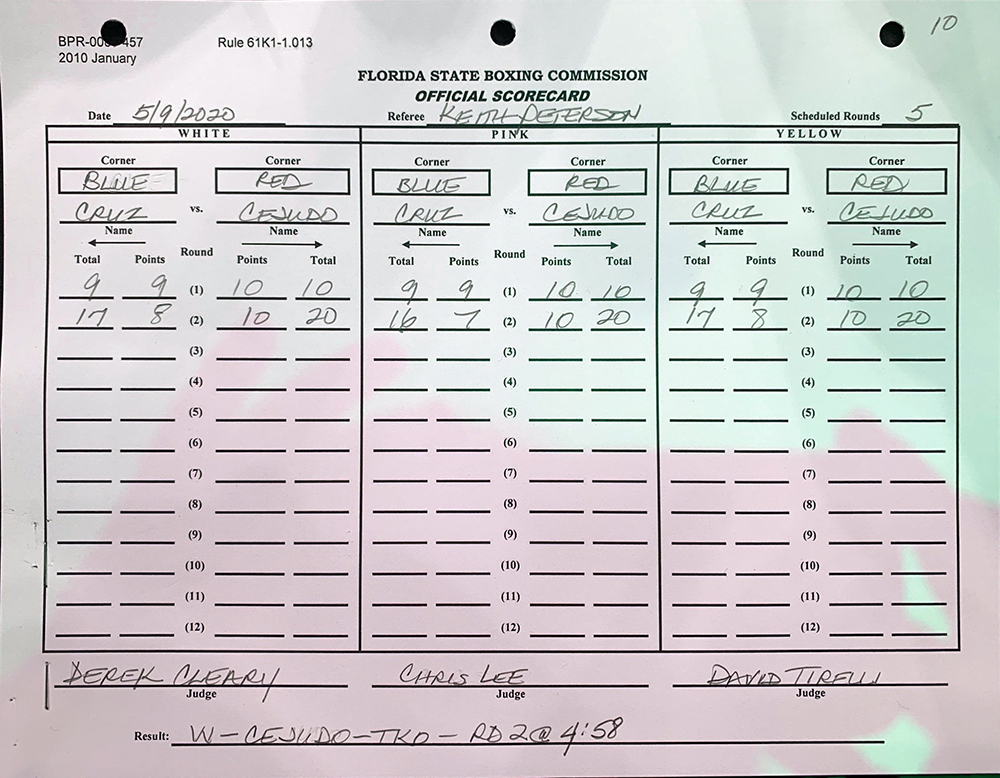 10
BPR-00 457 Rule 61K1-1.013
2010 January
FLORIDA STATE BOXING COMMISSION
OFFICIAL SCORECARD
Date 5/9/2020 Referee KEITH PETERSON Scheduled Rounds 5
WHITE PINK YELLOW
Corner Corner Corner Corner Corner Corner
BLUE RED BLUE RED BLUE RED
CRUZ vs. CEJUDO CRUZ vs. CEJUDO CRUZ vs. CEJUDO
Name Name Name Name Name Name
Total Points Round Points Total Total Points Round Points Total Total Points Round Points Total
9 9 (1) 10 10 9 9 (1) 10 10 9 9 (1) 10 10
17 8 (2) 10 20 16 7 (2) 10 20 17 8 (2) 10 20
(3) (3) (3)
(4) (4) (4)
(5) (5) (5)
(6) (6) (6)
(7) (7) (7)
(8) (8) (8)
(9) (9) (9)
(10) (10) (10)
(11) (11) (11)
(12) (12) (12)
DEREK CLEARY CHRIS LEE DAVID TIRELLI
Judge Judge Judge
Result: W - CEJUDO - TKO - RD 2 @ 4:58